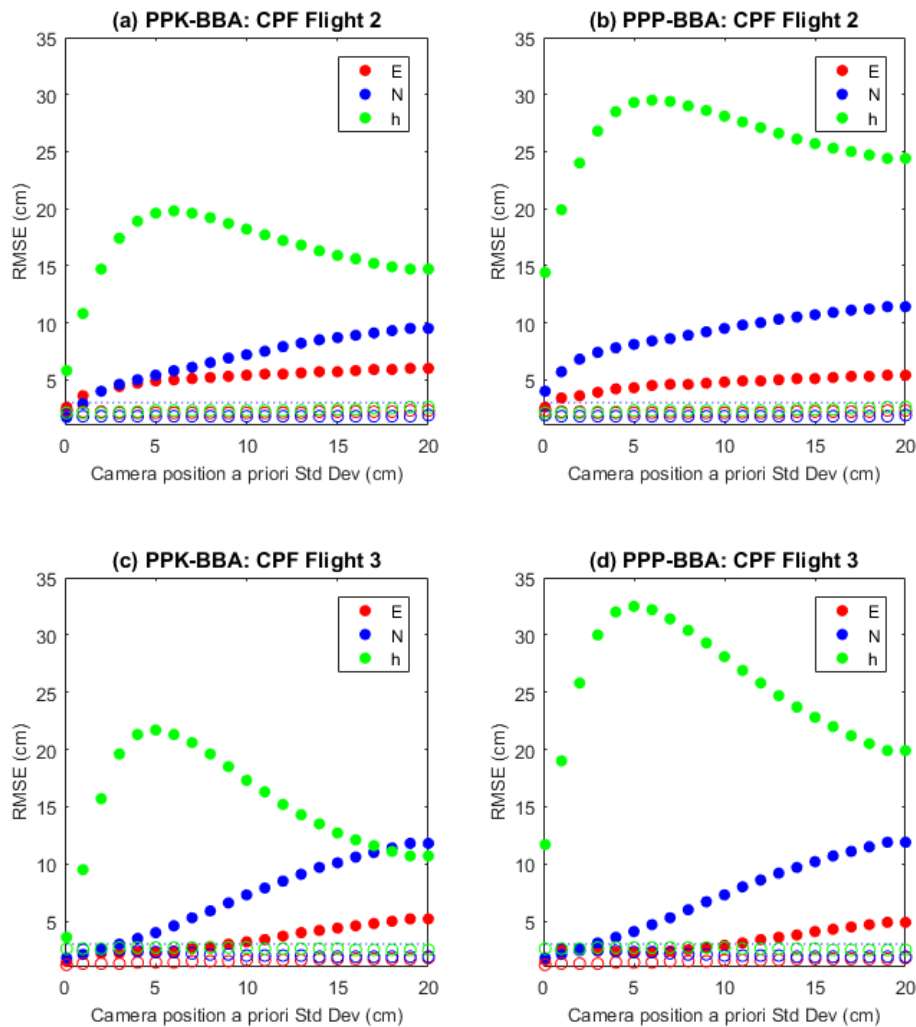 (a) PPK-BBA: CPF Flight 2
35
30
25
20
15
10
5
RMSE (cm)
E
N
h
0 5 10 15 20
Camera position a priori Std Dev (cm)
(b) PPP-BBA: CPF Flight 2
35
30
25
20
15
10
5
RMSE (cm)
E
N
h
0 5 10 15 20
Camera position a priori Std Dev (cm)
(c) PPK-BBA: CPF Flight 3
35
30
25
20
15
10
5
RMSE (cm)
E
N
h
0 5 10 15 20
Camera position a priori Std Dev (cm)
(d) PPP-BBA: CPF Flight 3
35
30
25
20
15
10
5
RMSE (cm)
E
N
h
0 5 10 15 20
Camera position a priori Std Dev (cm)